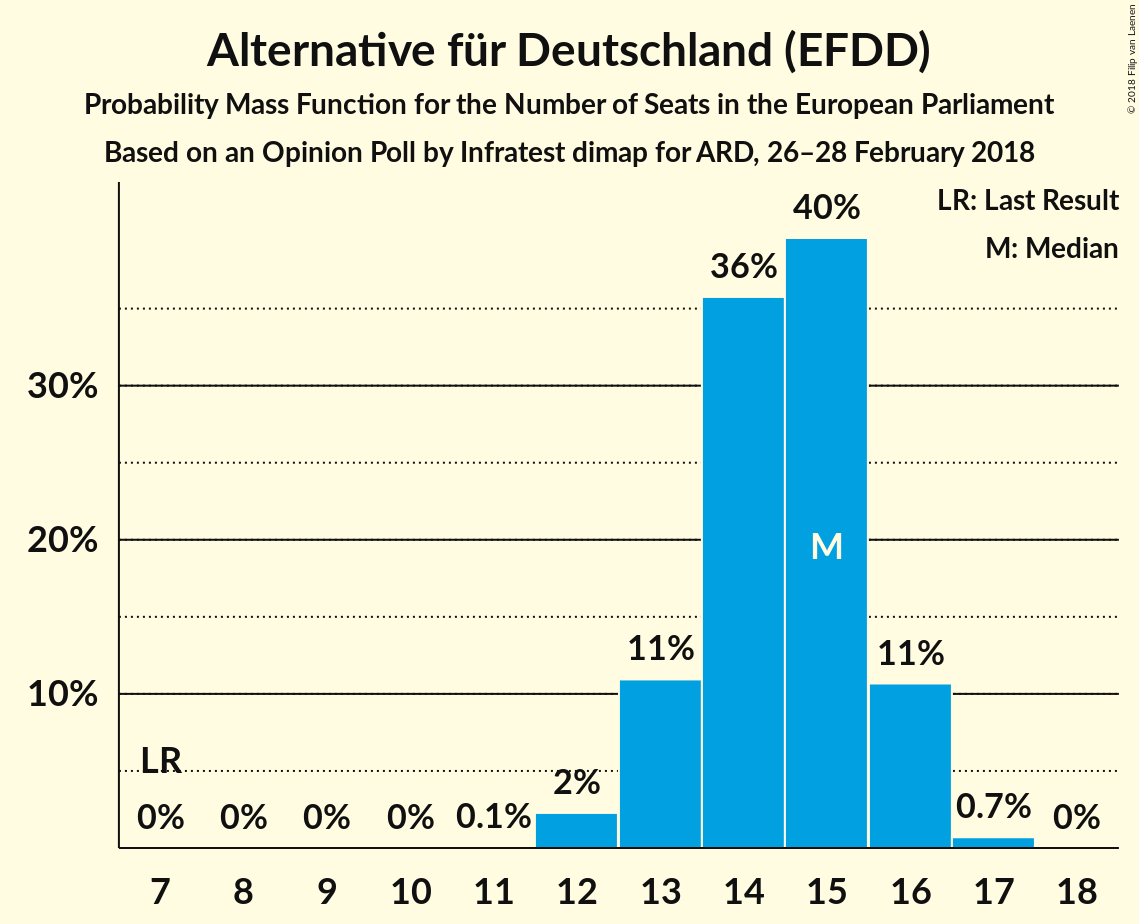 Alternative für Deutschland (EFDD)
Probability Mass Function for the Number of Seats in the European Parliament
Based on an Opinion Poll by Infratest dimap for ARD, 26–28 February 2018
© 2018 Filip van Laenen
LR: Last Result
M: Median
40%
36%
30%
20%
M
11%
11%
10%
LR
2%
0%
0%
0%
0%
0.1%
0.7%
0%
7 8 9 10 11 12 13 14 15 16 17 18